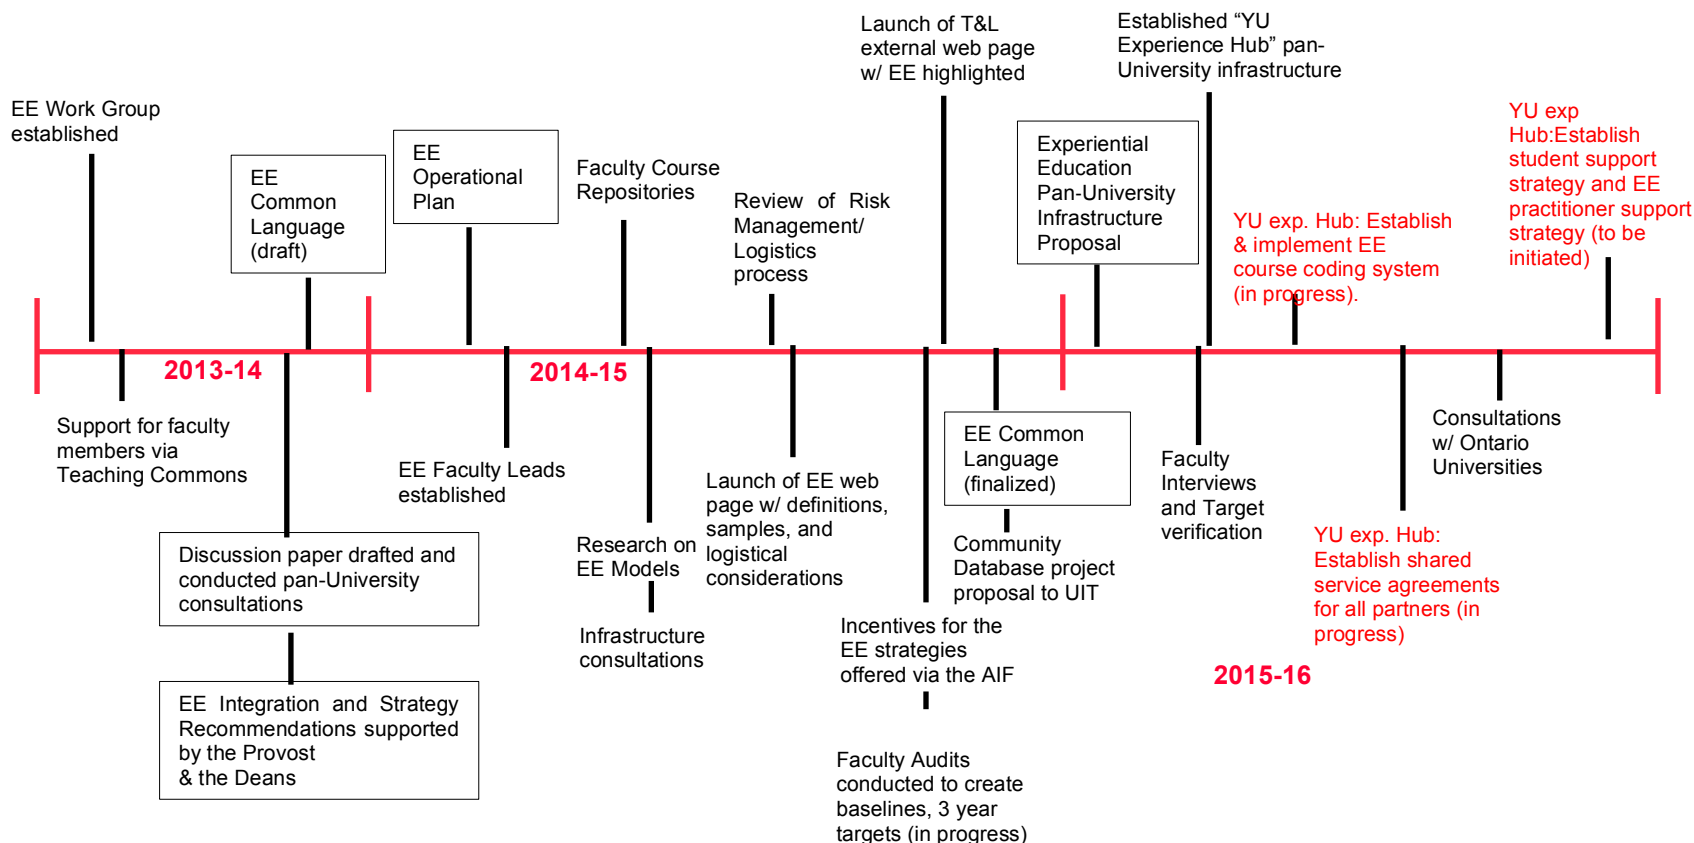 EE Work Group
established
EE
Common
Language
(draft)
EE
Operational
Plan
Faculty Course
Repositories
Review of Risk
Management/
Logistics
process
Launch of T&L
external web page
w/ EE highlighted
Experiential
Education
Pan-University
Infrastructure
Proposal
Established “YU
Experience Hub” pan-
University infrastructure
YU exp. Hub: Establish
& implement EE
course coding system
(in progress).
YU exp
Hub:Establish
student support
strategy and EE
practitioner support
strategy (to be
initiated)
2013-14
2014-15
Support for faculty
members via
Teaching Commons
Discussion paper drafted and
conducted pan-University
consultations
EE Integration and Strategy
Recommendations supported
by the Provost
& the Deans
EE Faculty Leads
established
Research on
EE Models
Infrastructure
consultations
Launch of EE web
page w/ definitions,
samples, and
logistical
considerations
Incentives for the
EE strategies
offered via the AIF
Faculty Audits
conducted to create
baselines, 3 year
targets (in progress)
EE Common
Language
(finalized)
Community
Database project
proposal to UIT
Faculty
Interviews
and Target
verification
YU exp. Hub:
Establish shared
service agreements
for all partners (in
progress)
Consultations
w/ Ontario
Universities
2015-16